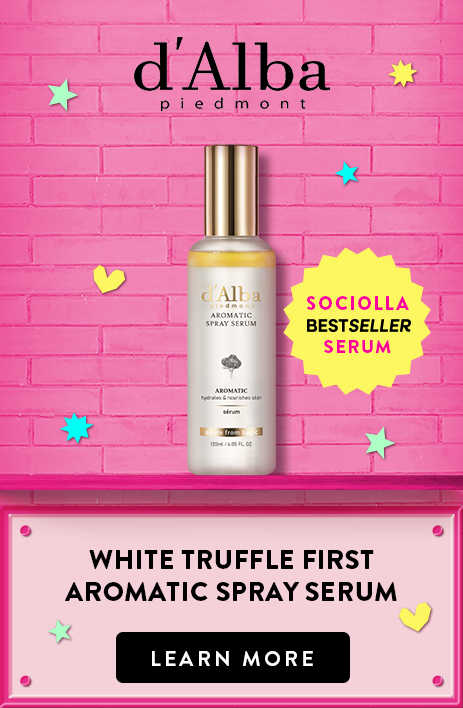 d'Alba
piedmont
d'Alba
piedmont
AROMATIC
SPRAY SERUM
AROMATIC
hydrates & nourishes skin
sérum
from
120ml / 4.05 FL. OZ.
SOCIOLLA
BESTSELLER
SERUM
WHITE TRUFFLE FIRST
AROMATIC SPRAY SERUM
LEARN MORE